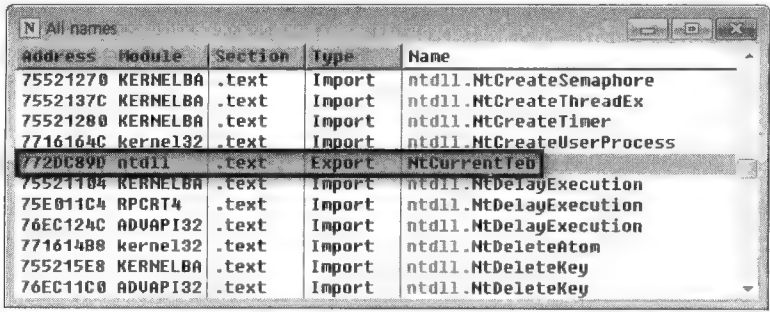 N All names
Address Module Section Type Name
75521270 KERNELBA .text Import ntdll.NtCreateSemaphore
7552137C KERNELBA .text Import ntdll.NtCreateThreadEx
75521280 KERNELBA .text Import ntdll.NtCreateTimer
7716164C kernel32 .text Import ntdll.NtCreateUserProcess
772DC89D ntdll .text Export NtCurrentTeb
75521104 KERNELBA .text Import ntdll.NtDelayExecution
75E011C4 RPCRT4 .text Import ntdll.NtDelayExecution
76EC124C ADVAPI32 .text Import ntdll.NtDelayExecution
771614B8 kernel32 .text Import ntdll.NtDeleteAtom
755215E8 KERNELBA .text Import ntdll.NtDeleteKey
76EC11C0 ADVAPI32 .text Import ntdll.NtDeleteKey